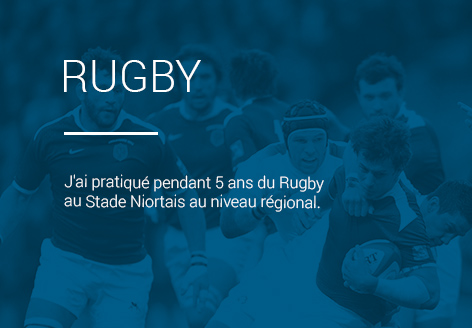 RUGBY
J'ai pratiqué pendant 5 ans du Rugby
au Stade Niortais au niveau régional.